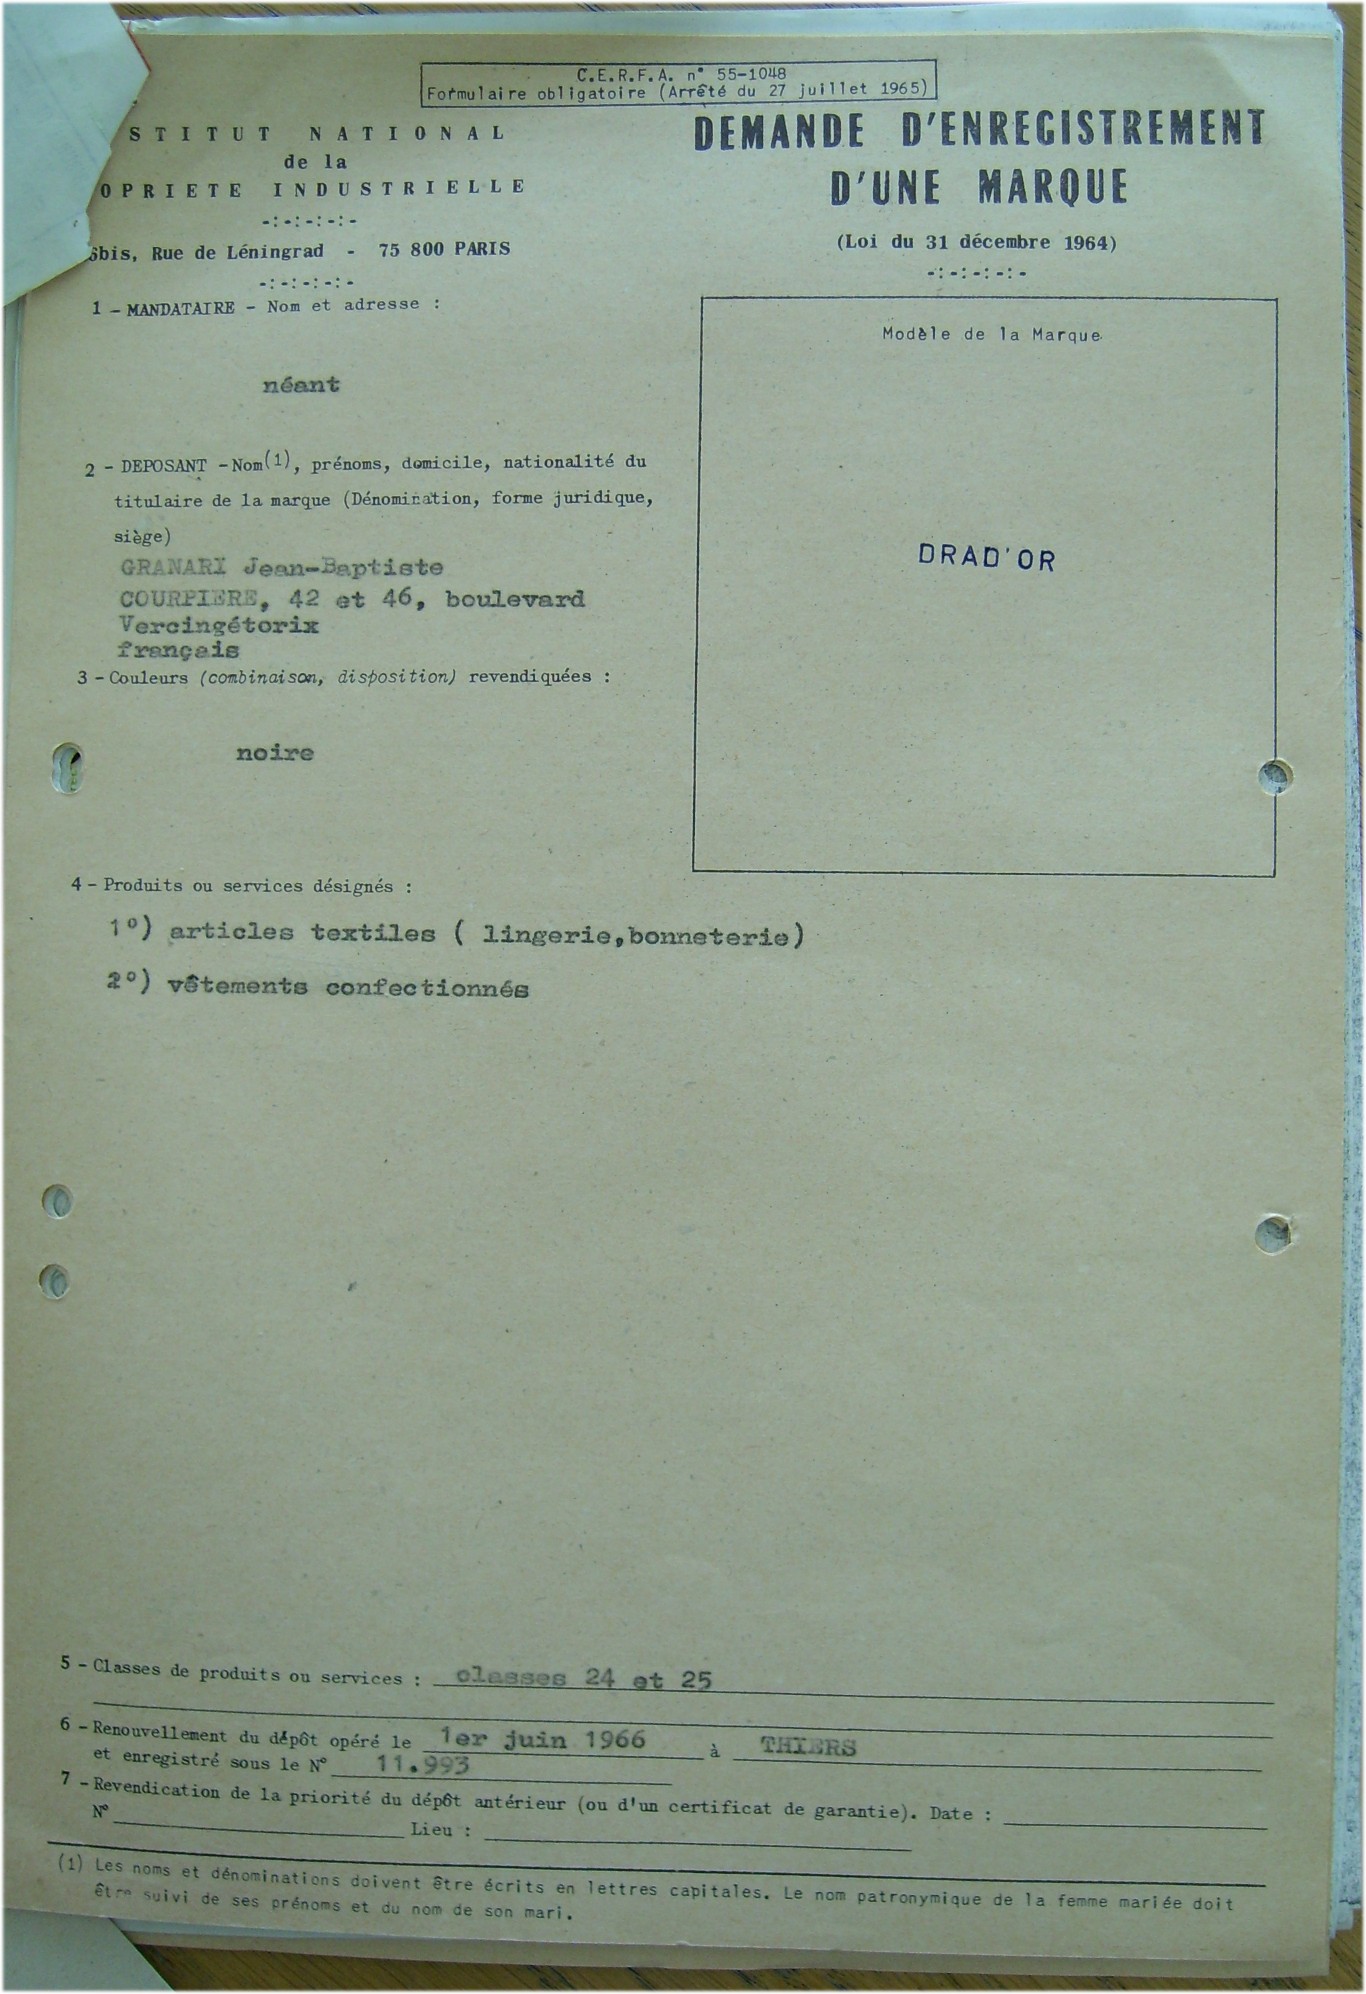 C.E.R.F.A. n° 55-1048
Formulaire obligatoire (Arrêté du 27 juillet 1965)
STITUT NATIONAL
de la
OPRIETE INDUSTRIELLE
-:-:-:-:-
6bis, Rue de Léningrad - 75 800 PARIS
-:-:-:-:-
DEMANDE D'ENREGISTREMENT
D'UNE MARQUE
(Loi du 31 décembre 1964)
-:-:-:-:-
1 - MANDATAIRE - Nom et adresse :
néant
Modèle de la Marque
DRAD'OR
2 - DEPOSANT - Nom(1), prénoms, domicile, nationalité du
titulaire de la marque (Dénomination, forme juridique,
siège)
GRANARI Jean-Baptiste
COURPIERE, 42 et 46, boulevard
Vercingétorix
français
3 - Couleurs (combinaison, disposition) revendiquées :
noire
4 - Produits ou services désignés :
1°) articles textiles ( lingerie,bonneterie)
2°) vêtements confectionnés
5 - Classes de produits ou services : classes 24 et 25
6 - Renouvellement du dépôt opéré le 1er juin 1966 à THIERS
et enregistré sous le N° 11.993
7 - Revendication de la priorité du dépôt antérieur (ou d'un certificat de garantie). Date :
N° Lieu :
(1) Les noms et dénominations doivent être écrits en lettres capitales. Le nom patronymique de la femme mariée doit
être suivi de ses prénoms et du nom de son mari.